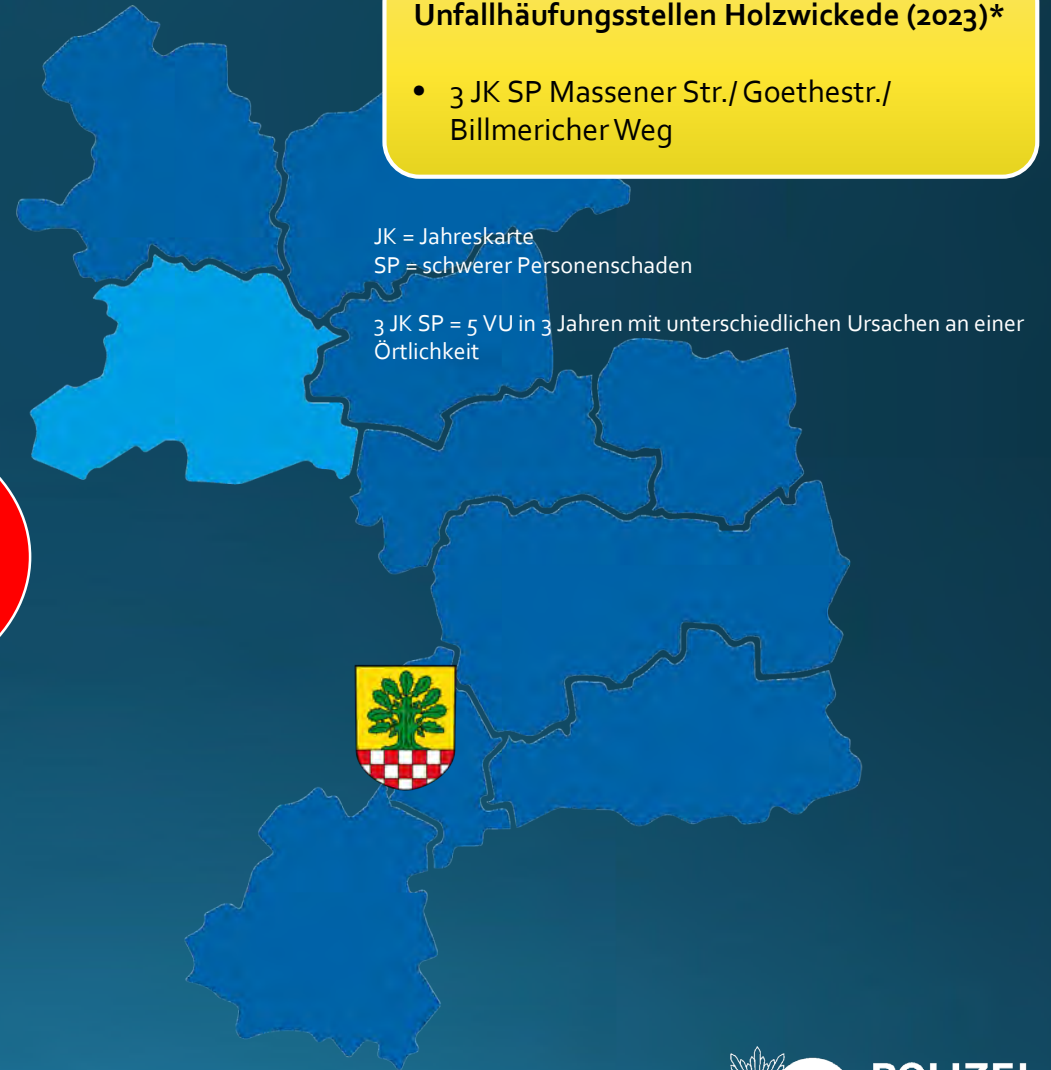 Unfallhäufungsstellen Holzwickede (2023)*
• 3 JK SP Massener Str./ Goethestr./
Billmericher Weg
JK = Jahreskarte
SP = schwerer Personenschaden
3 JK SP = 5 VU in 3 Jahren mit unterschiedlichen Ursachen an einer
Örtlichkeit
POLIZEI